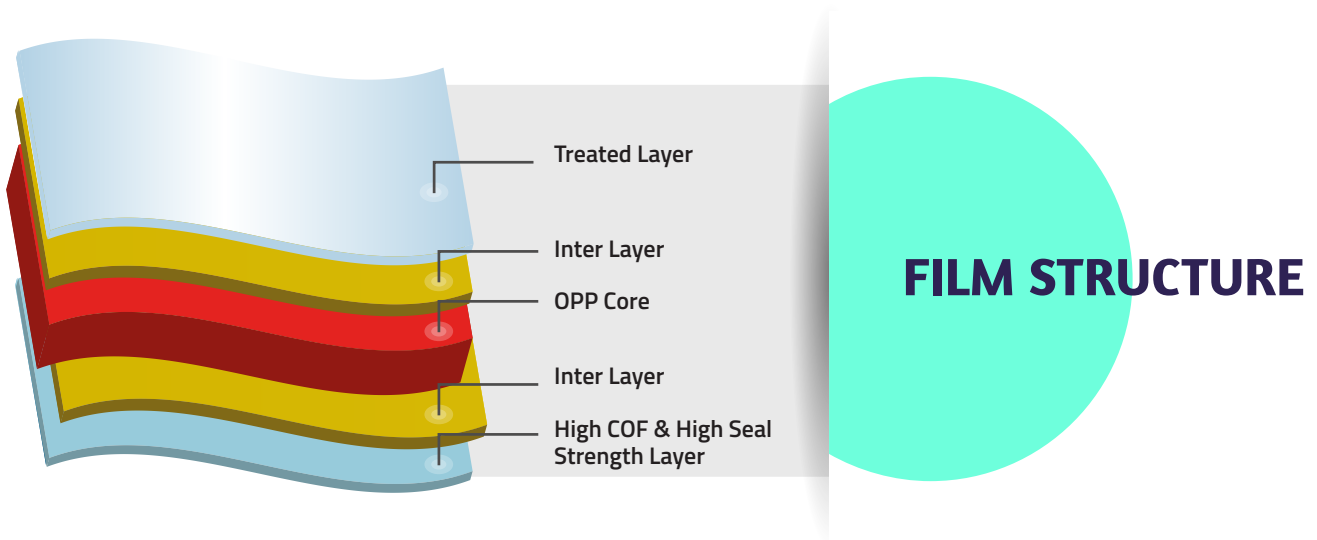 Treated Layer
Inter Layer
OPP Core
Inter Layer
High COF & High Seal
Strength Layer
FILM STRUCTURE